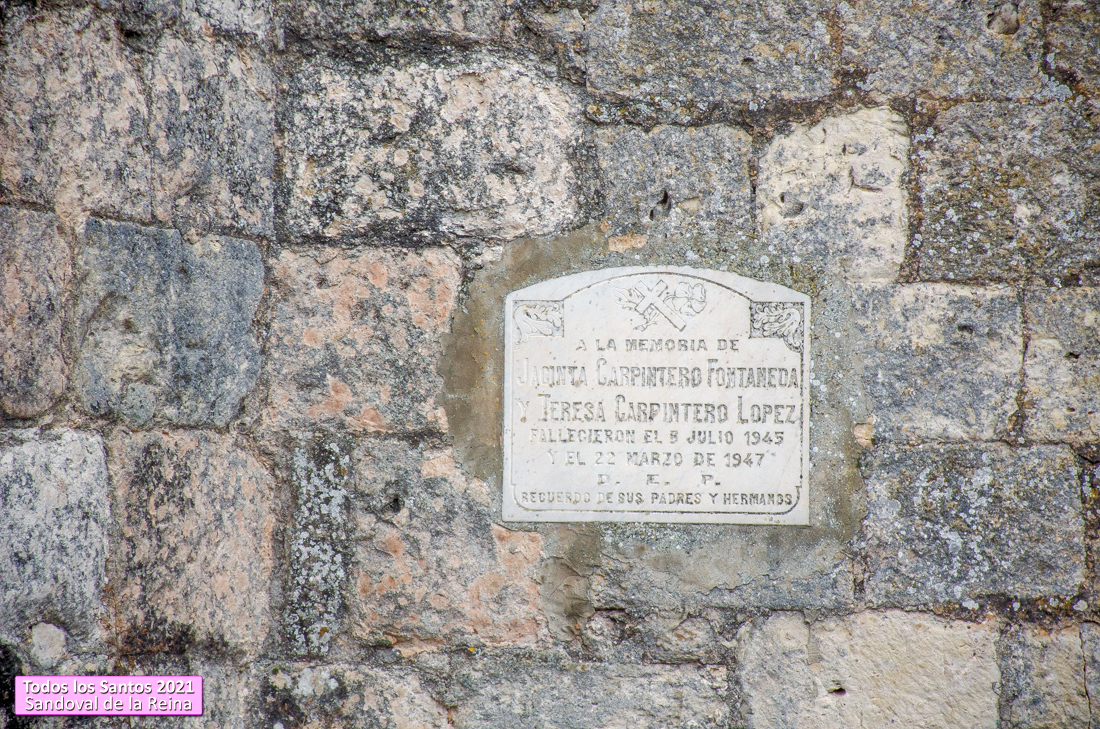 A LA MEMORIA DE
JACINTA CARPINTERO FONTANEDA
Y TERESA CARPINTERO LOPEZ
FALLECIERON EL 5 JULIO 1945
Y EL 22 MARZO DE 1947
D. E. P.
RECUERDO DE SUS PADRES Y HERMANOS
Todos los Santos 2021
Sandoval de la Reina